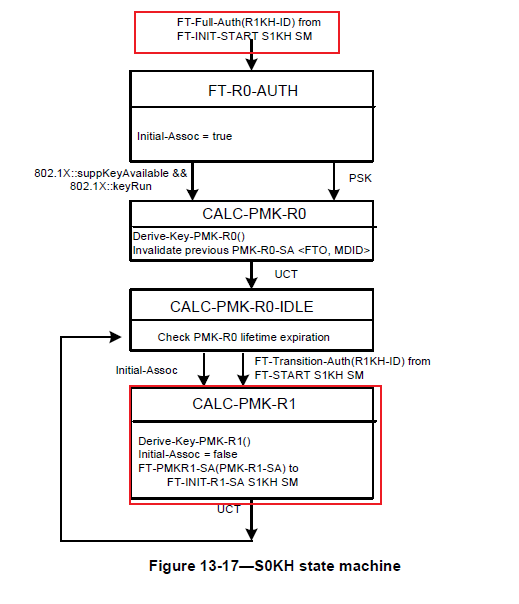 FT-Full-Auth(R1KH-ID) from
FT-INIT-START S1KH SM
FT-R0-AUTH
Initial-Assoc = true
802.1X::suppKeyAvailable &&
802.1X::keyRun
PSK
CALC-PMK-R0
Derive-Key-PMK-R0()
Invalidate previous PMK-R0-SA <FTO, MDID>
UCT
CALC-PMK-R0-IDLE
Check PMK-R0 lifetime expiration
Initial-Assoc
FT-Transition-Auth(R1KH-ID) from
FT-START S1KH SM
CALC-PMK-R1
Derive-Key-PMK-R1()
Initial-Assoc = false
FT-PMKR1-SA(PMK-R1-SA) to
FT-INIT-R1-SA S1KH SM
UCT
Figure 13-17—S0KH state machine